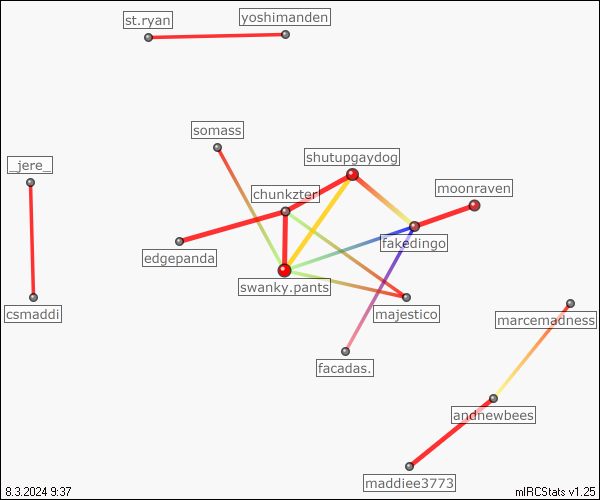 st.ryan
yoshimanden
somass
shutupgaydog
_jere_
moonraven
chunkzter
fakedingo
edgepanda
swanky.pants
csmaddi
majestico
marcemadness
facadas.
andnewbees
maddiee3773
8.3.2024 9:37
mIRCStats v1.25